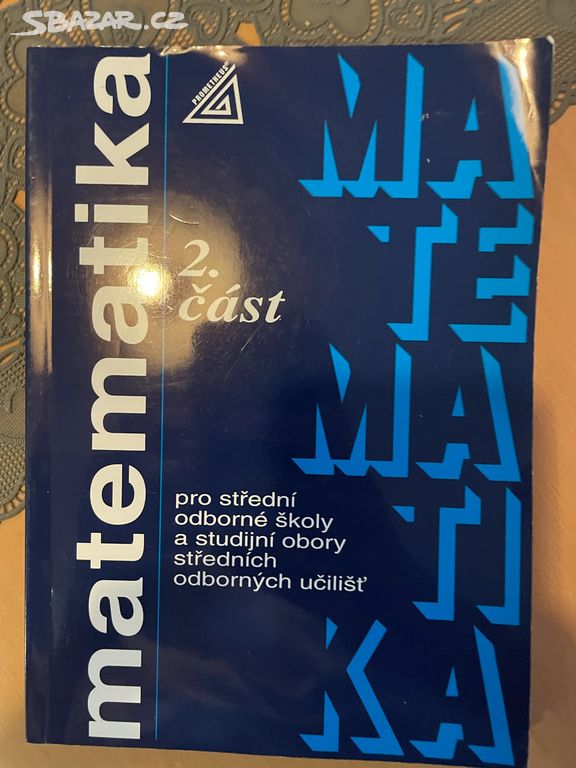 SBAZAR.CZ
matematika
PROMETHEUS
MA
TE
MA
TI
KA
2.
část
pro střední
odborné školy
a studijní obory
středních
odborných učilišť